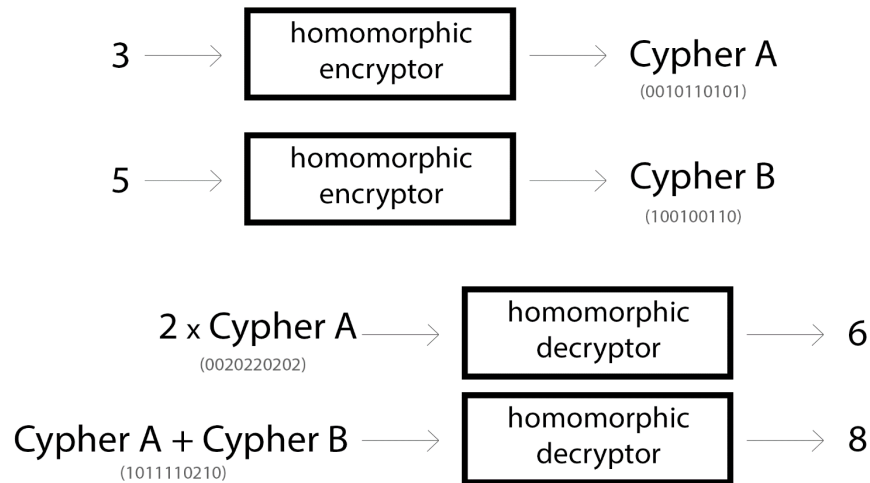 3
homomorphic
encryptor
Cypher A
(0010110101)
5
homomorphic
encryptor
Cypher B
(100100110)
2 x Cypher A
(0020220202)
homomorphic
decryptor
6
Cypher A + Cypher B
(1011110210)
homomorphic
decryptor
8